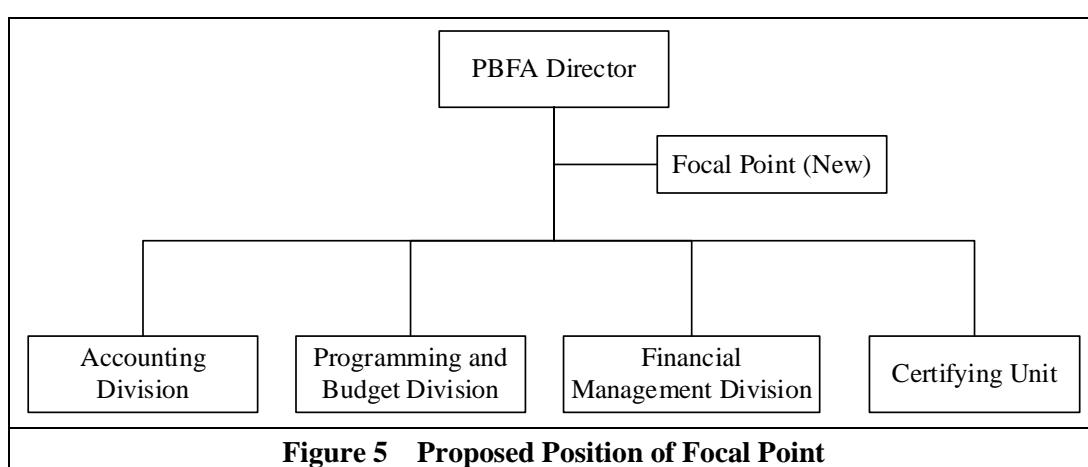 PBFA Director
Focal Point (New)
Accounting
Division
Programming and
Budget Division
Financial
Management Division
Certifying Unit
Figure 5 Proposed Position of Focal Point